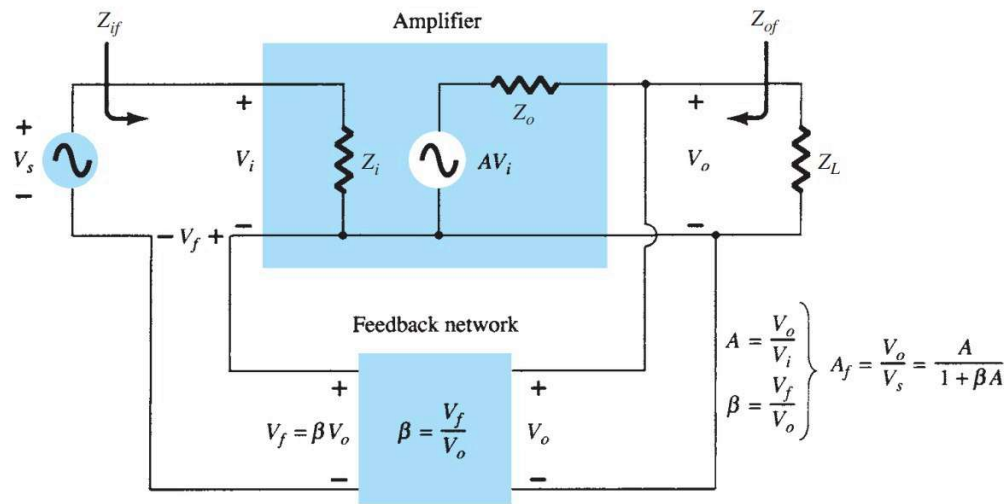 Amplifier
Z_if
Z_of
+
V_s
−
+
V_i
−
Z_i
AV_i
Z_o
+
V_o
−
Z_L
− V_f +
Feedback network
+
V_f = βV_o
−
β = V_f / V_o
+
V_o
−
A = V_o / V_i
β = V_f / V_o
} A_f = V_o / V_s = A / (1 + βA)